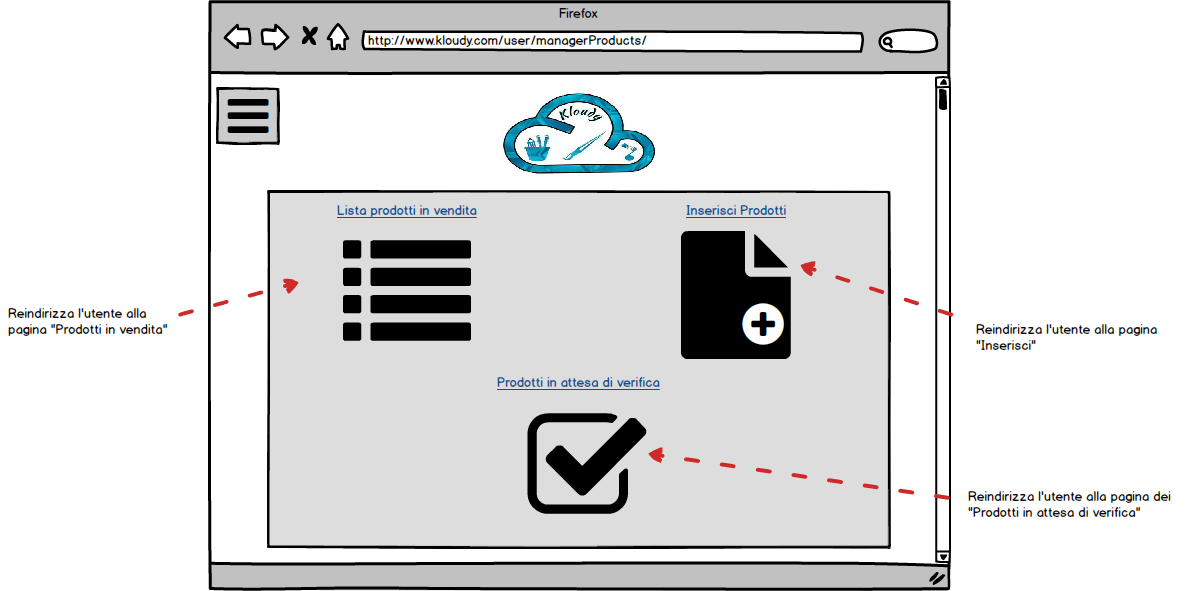 Firefox
http://www.kloudy.com/user/managerProducts/
Kloudy
Lista prodotti in vendita
Inserisci Prodotti
Reindirizza l'utente alla
pagina "Prodotti in vendita"
Reindirizza l'utente alla pagina
"Inserisci"
Prodotti in attesa di verifica
Reindirizza l'utente alla pagina dei
"Prodotti in attesa di verifica"